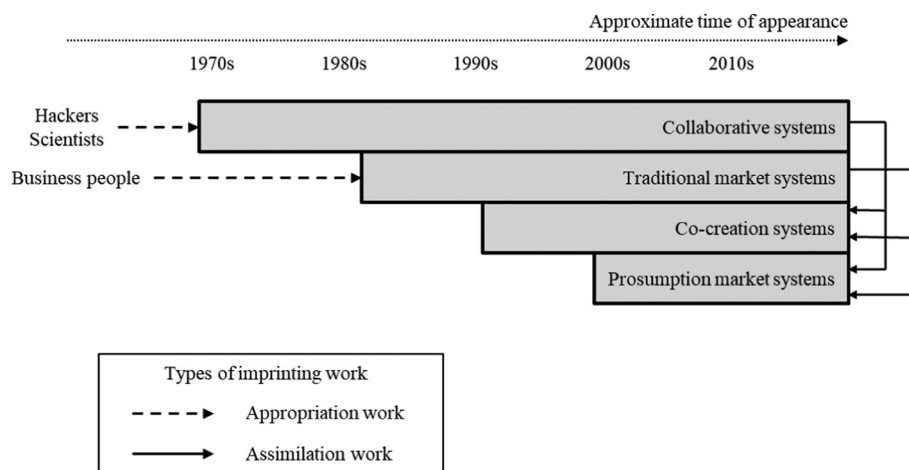 Approximate time of appearance
1970s 1980s 1990s 2000s 2010s
Hackers
Scientists
Collaborative systems
Business people
Traditional market systems
Co-creation systems
Prosumption market systems
Types of imprinting work
Appropriation work
Assimilation work